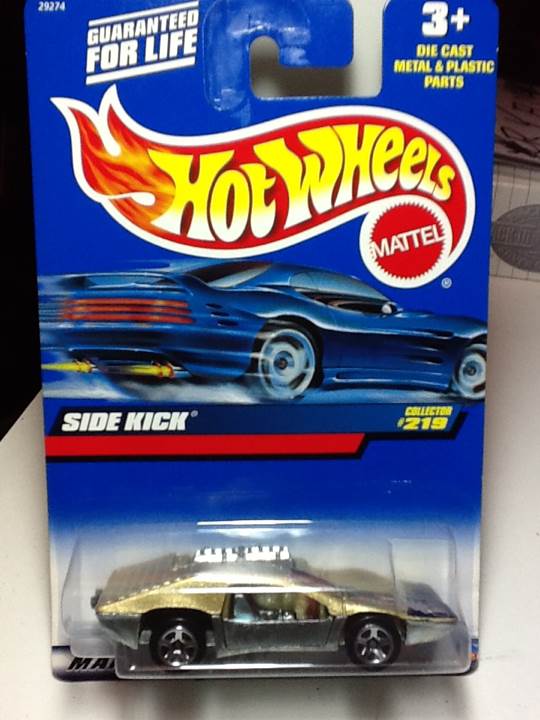 29274
GUARANTEED
FOR LIFE
3+
DIE CAST
METAL & PLASTIC
PARTS
HOT WHEELS
MATTEL
®
SIDE KICK®
COLLECTOR
#219